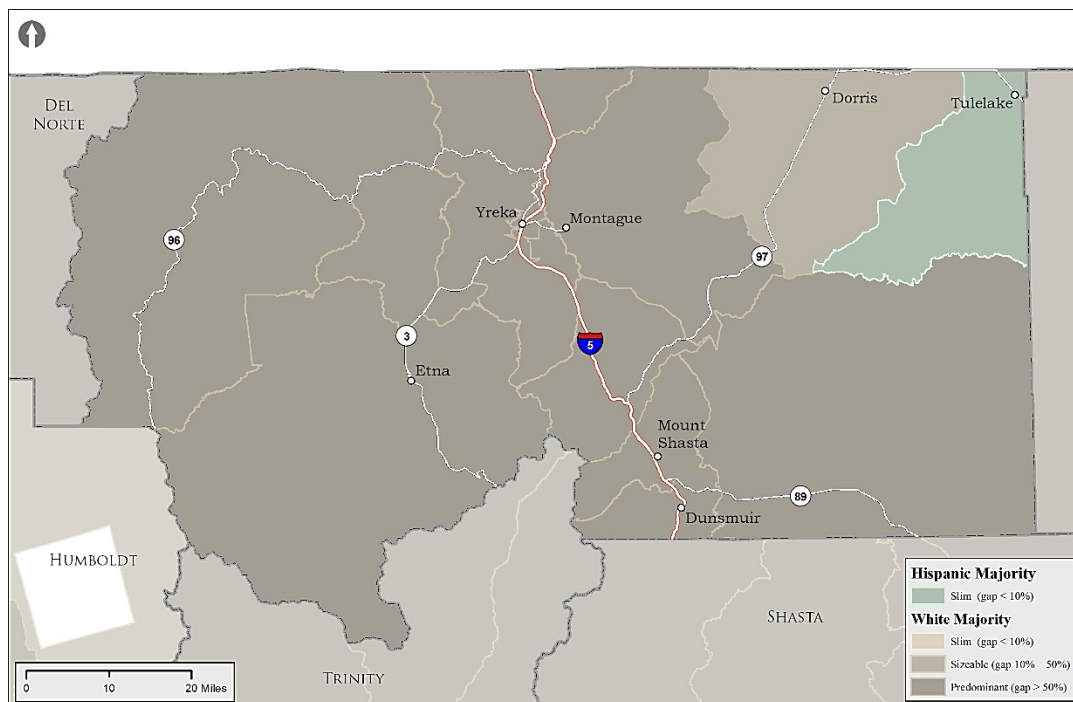 DEL
NORTE
Dorris
Tulelake
Yreka
Montague
96
97
3
5
Etna
Mount
Shasta
89
Dunsmuir
HUMBOLDT
SHASTA
TRINITY
Hispanic Majority
Slim (gap < 10%)
White Majority
Slim (gap < 10%)
Sizeable (gap 10% 50%)
Predominant (gap > 50%)
0 10 20 Miles